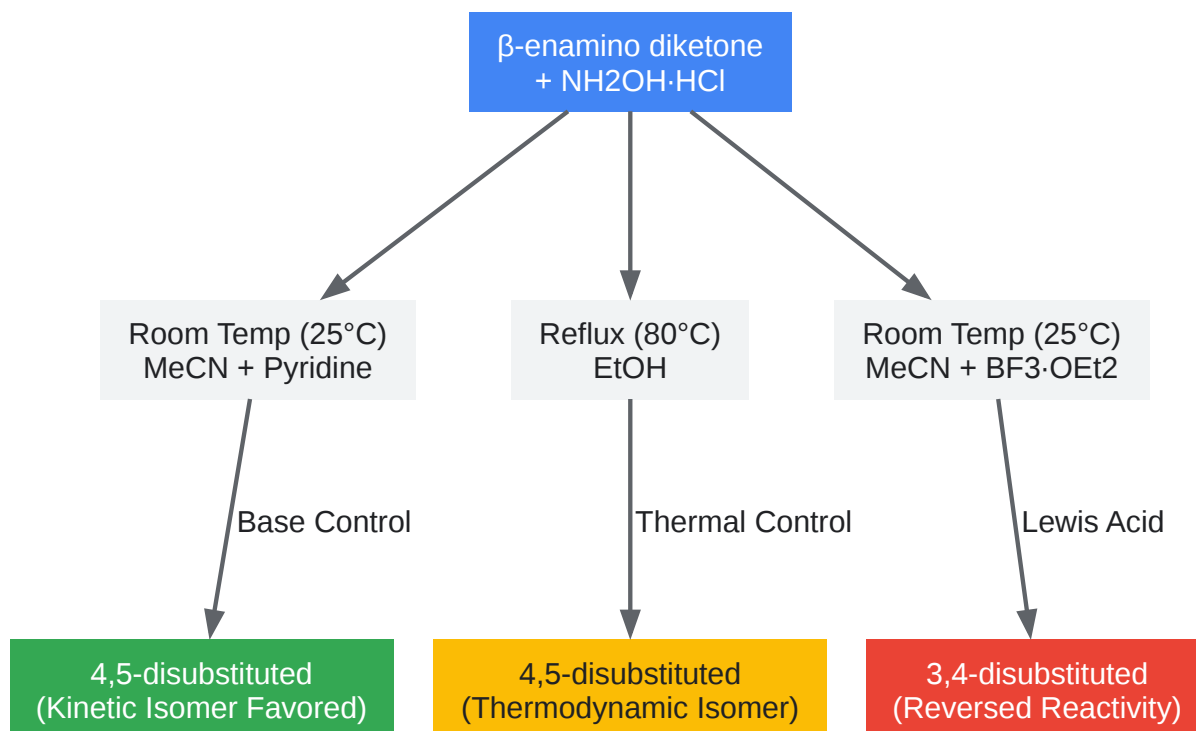 β-enamino diketone
+ NH2OH·HCl
Room Temp (25°C)
MeCN + Pyridine
Reflux (80°C)
EtOH
Room Temp (25°C)
MeCN + BF3·OEt2
Base Control
Thermal Control
Lewis Acid
4,5-disubstituted
(Kinetic Isomer Favored)
4,5-disubstituted
(Thermodynamic Isomer)
3,4-disubstituted
(Reversed Reactivity)